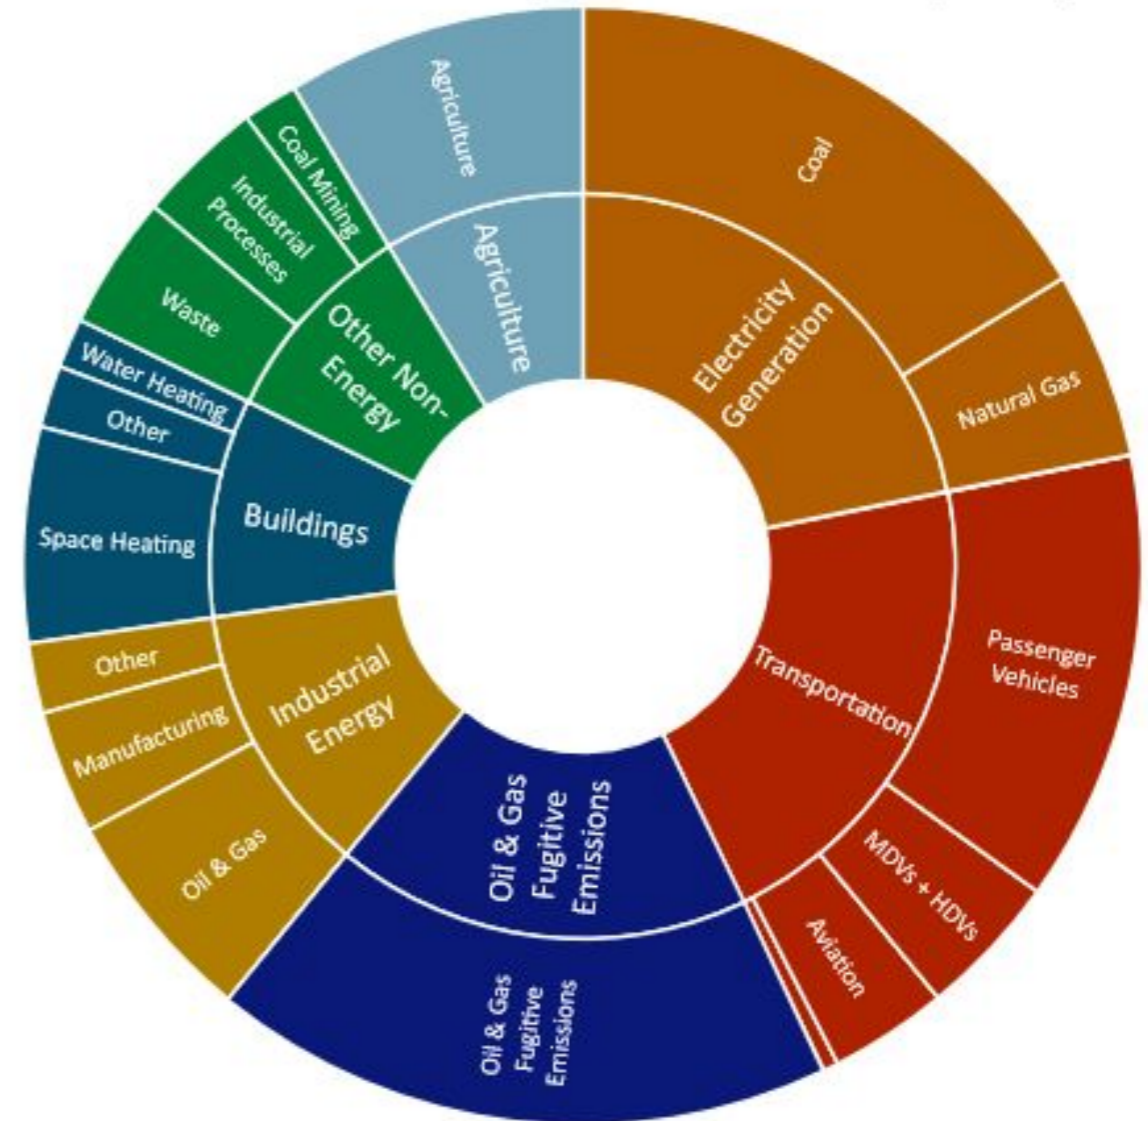 Coal
Natural Gas
Electricity
Generation
Passenger
Vehicles
MDVs + HDVs
Aviation
Transportation
Oil & Gas
Fugitive
Emissions
Oil & Gas
Fugitive
Emissions
Industrial
Energy
Oil & Gas
Manufacturing
Other
Buildings
Space Heating
Other
Water Heating
Other Non-
Energy
Waste
Industrial
Processes
Coal Mining
Agriculture
Agriculture